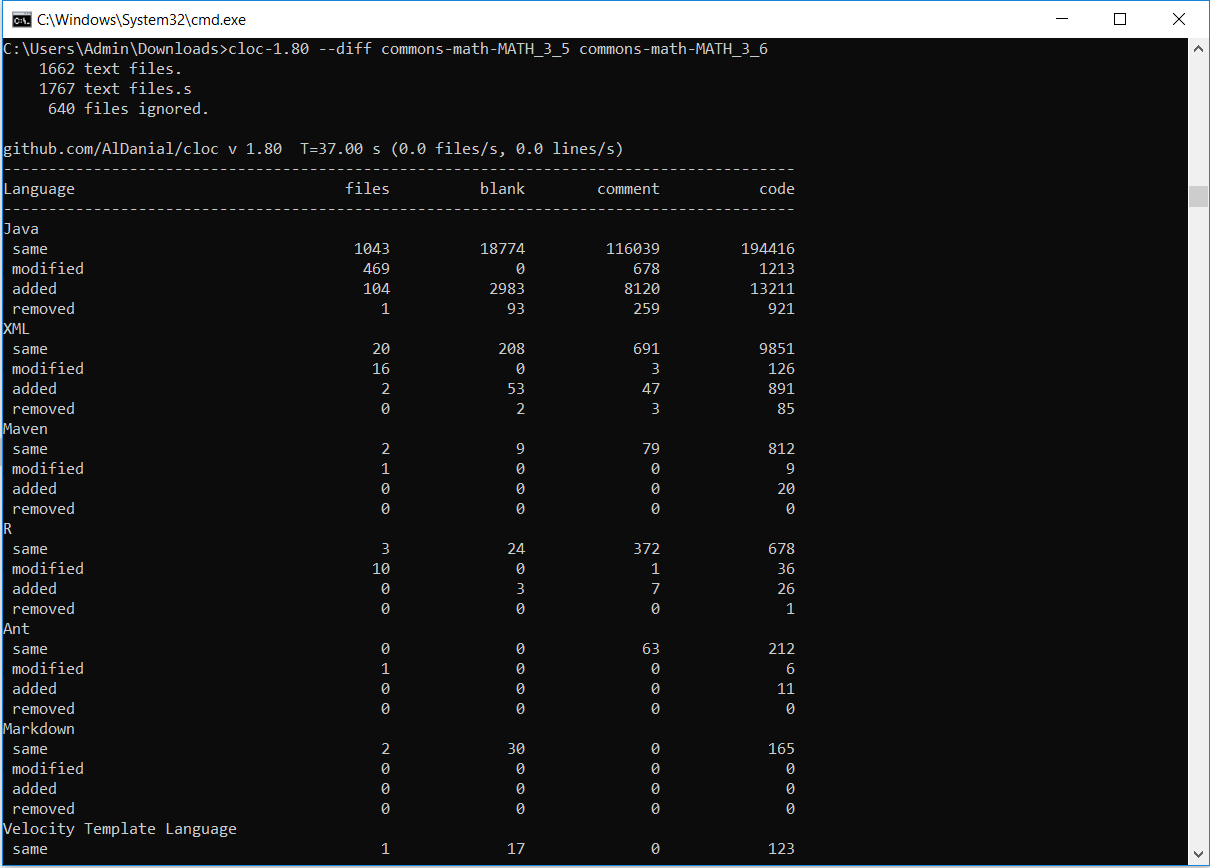 C:\Windows\System32\cmd.exe
C:\Users\Admin\Downloads>cloc-1.80 --diff commons-math-MATH_3_5 commons-math-MATH_3_6
    1662 text files.
    1767 text files.s
     640 files ignored.
github.com/AlDanial/cloc v 1.80  T=37.00 s (0.0 files/s, 0.0 lines/s)
----------------------------------------------------------------------------------------
Language                              files          blank        comment           code
----------------------------------------------------------------------------------------
Java
 same                                  1043          18774         116039         194416
 modified                               469              0            678           1213
 added                                  104           2983           8120          13211
 removed                                  1             93            259            921
XML
 same                                    20            208            691           9851
 modified                                16              0              3            126
 added                                    2             53             47            891
 removed                                  0              2              3             85
Maven
 same                                     2              9             79            812
 modified                                 1              0              0              9
 added                                    0              0              0             20
 removed                                  0              0              0              0
R
 same                                     3             24            372            678
 modified                                10              0              1             36
 added                                    0              3              7             26
 removed                                  0              0              0              1
Ant
 same                                     0              0             63            212
 modified                                 1              0              0              6
 added                                    0              0              0             11
 removed                                  0              0              0              0
Markdown
 same                                     2             30              0            165
 modified                                 0              0              0              0
 added                                    0              0              0              0
 removed                                  0              0              0              0
Velocity Template Language
 same                                     1             17              0            123